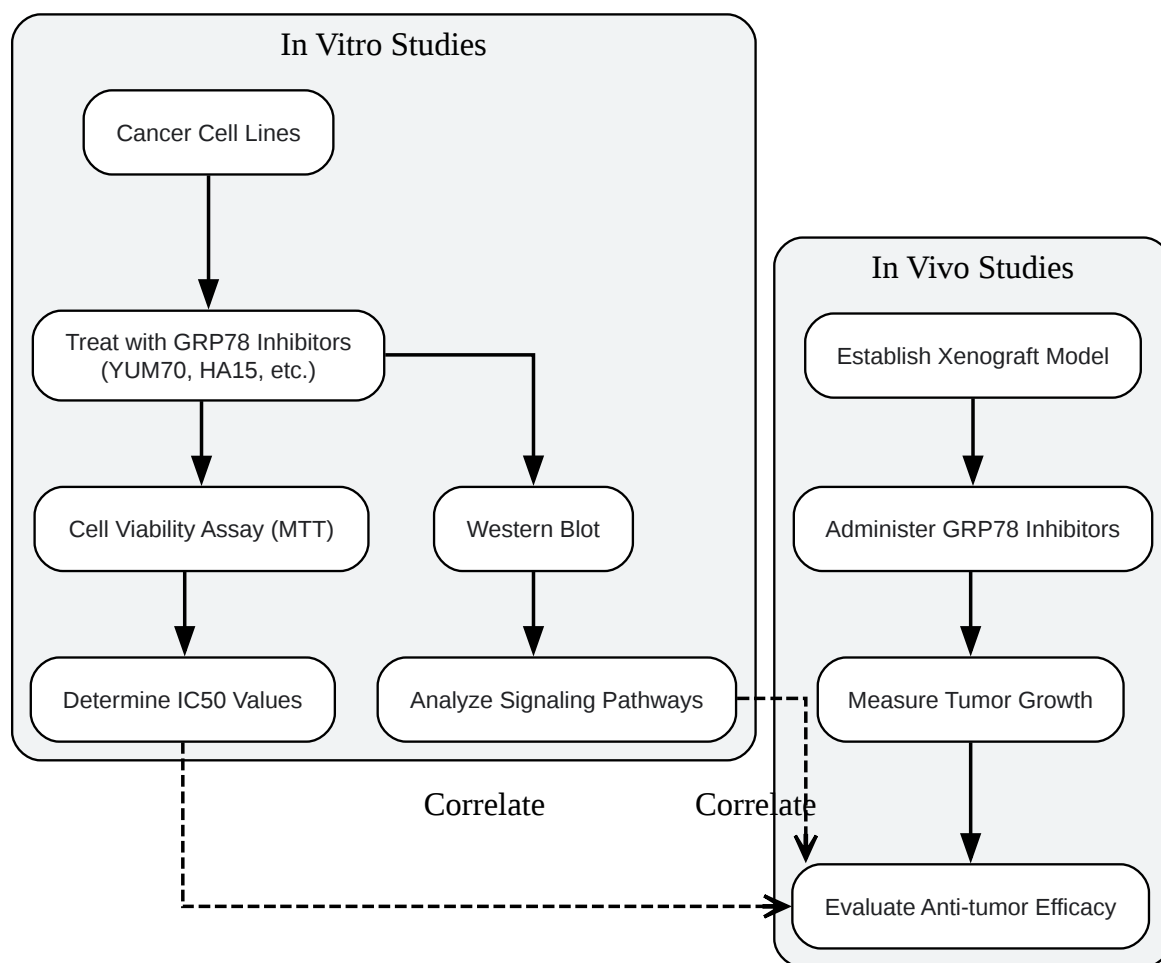 In Vitro Studies
Cancer Cell Lines
Treat with GRP78 Inhibitors
(YUM70, HA15, etc.)
Cell Viability Assay (MTT)
Western Blot
Determine IC50 Values
Analyze Signaling Pathways
In Vivo Studies
Establish Xenograft Model
Administer GRP78 Inhibitors
Measure Tumor Growth
Correlate
Correlate
Evaluate Anti-tumor Efficacy